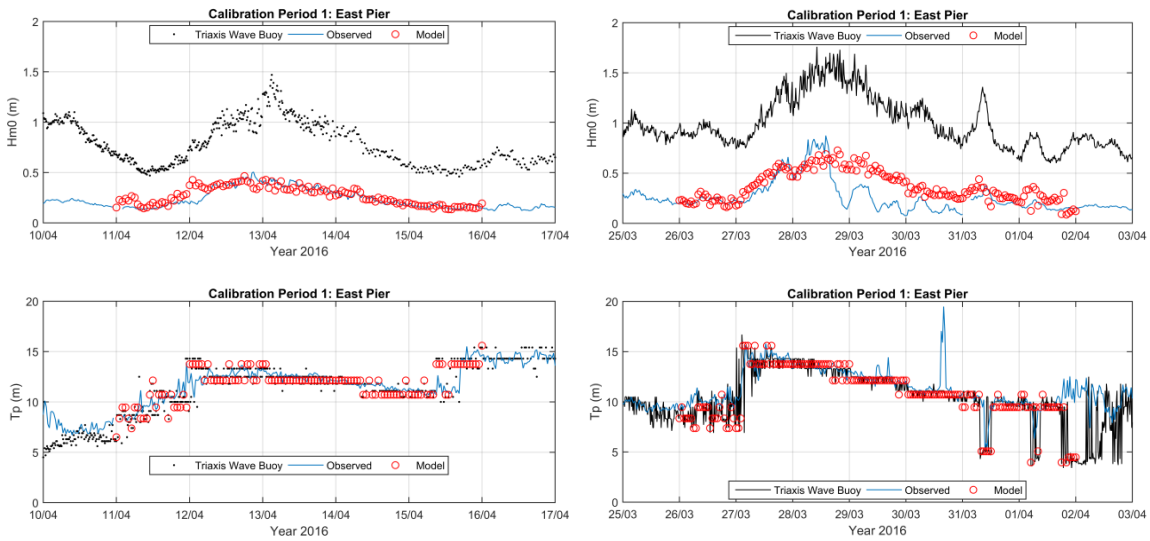 Calibration Period 1: East Pier
2
1.5
1
0.5
0
Hm0 (m)
Triaxis Wave Buoy Observed Model
10/04 11/04 12/04 13/04 14/04 15/04 16/04 17/04
Year 2016
Calibration Period 1: East Pier
2
1.5
1
0.5
0
Hm0 (m)
Triaxis Wave Buoy Observed Model
25/03 26/03 27/03 28/03 29/03 30/03 31/03 01/04 02/04 03/04
Year 2016
Calibration Period 1: East Pier
20
15
10
5
0
Tp (m)
Triaxis Wave Buoy Observed Model
10/04 11/04 12/04 13/04 14/04 15/04 16/04 17/04
Year 2016
Calibration Period 1: East Pier
20
15
10
5
0
Tp (m)
Triaxis Wave Buoy Observed Model
25/03 26/03 27/03 28/03 29/03 30/03 31/03 01/04 02/04 03/04
Year 2016